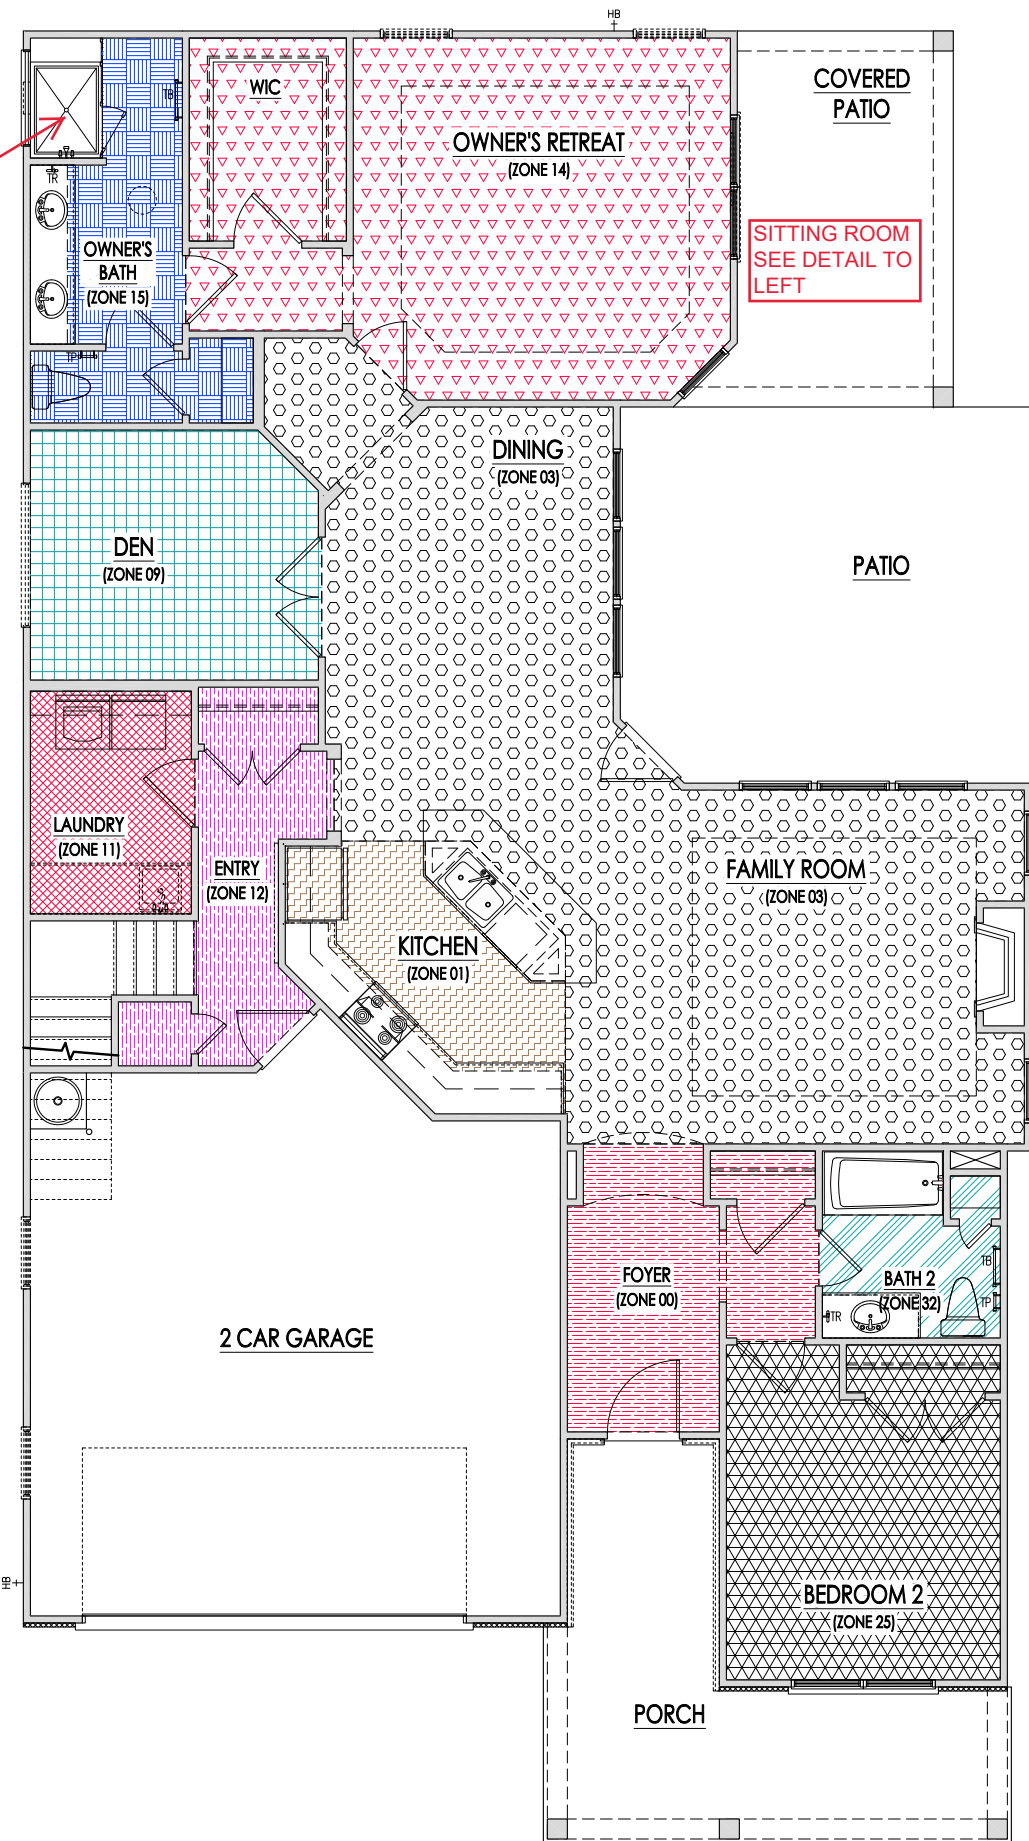 HB
COVERED
PATIO
WIC
TB
OWNER'S RETREAT
(ZONE 14)
TR
SITTING ROOM
SEE DETAIL TO
LEFT
OWNER'S
BATH
(ZONE 15)
TP
DINING
(ZONE 03)
DEN
(ZONE 09)
PATIO
LAUNDRY
(ZONE 11)
ENTRY
(ZONE 12)
FAMILY ROOM
(ZONE 03)
S
KITCHEN
(ZONE 01)
FOYER
(ZONE 00)
BATH 2
(ZONE 32)
TB
TP
TR
2 CAR GARAGE
HB
BEDROOM 2
(ZONE 25)
PORCH